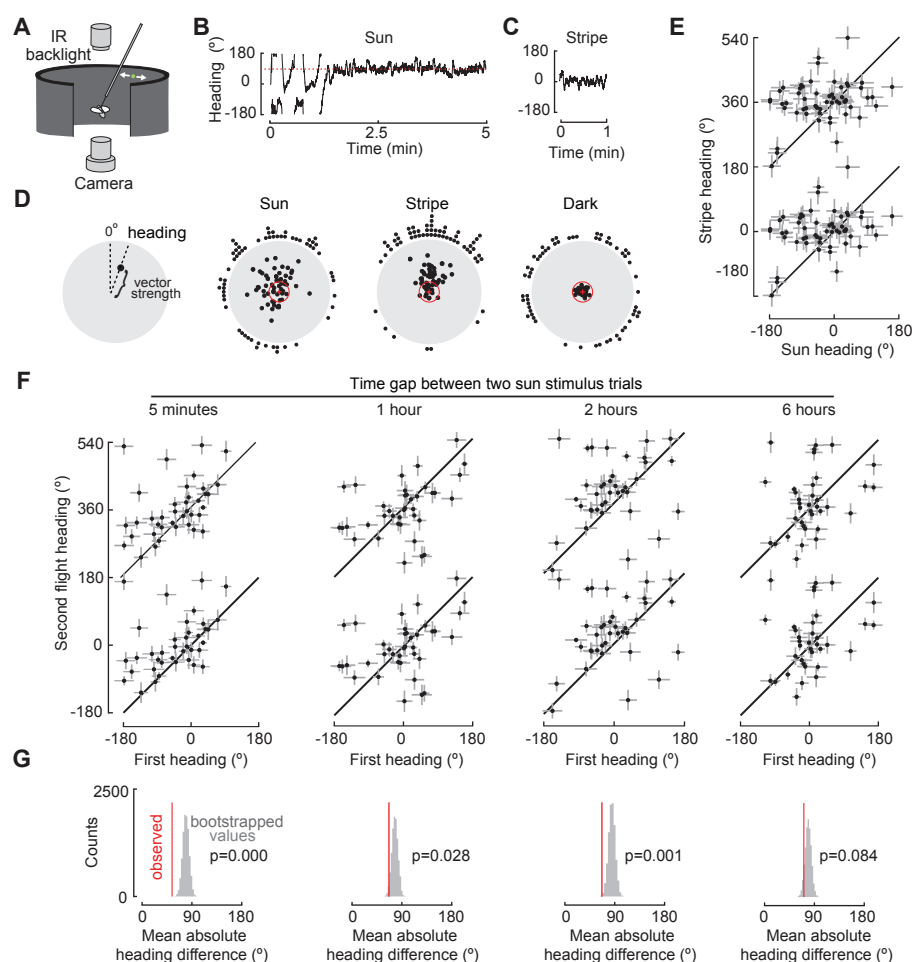 A
IR
backlight
Camera
B
Sun
Heading (º)
180
0
-180
0
2.5
5
Time (min)
C
Stripe
180
0
-180
0
1
Time (min)
D
0°
heading
vector
strength
Sun
Stripe
Dark
E
Stripe heading (º)
540
360
180
0
-180
-180
0
180
Sun heading (º)
F
Time gap between two sun stimulus trials
5 minutes
1 hour
2 hours
6 hours
Second flight heading (º)
540
360
180
0
-180
-180 0 180
-180 0 180
-180 0 180
-180 0 180
First heading (º)
First heading (º)
First heading (º)
First heading (º)
G
Counts
2500
0
observed
bootstrapped
values
p=0.000
p=0.028
p=0.001
p=0.084
0 90 180
0 90 180
0 90 180
0 90 180
Mean absolute
heading difference (º)
Mean absolute
heading difference (º)
Mean absolute
heading difference (º)
Mean absolute
heading difference (º)